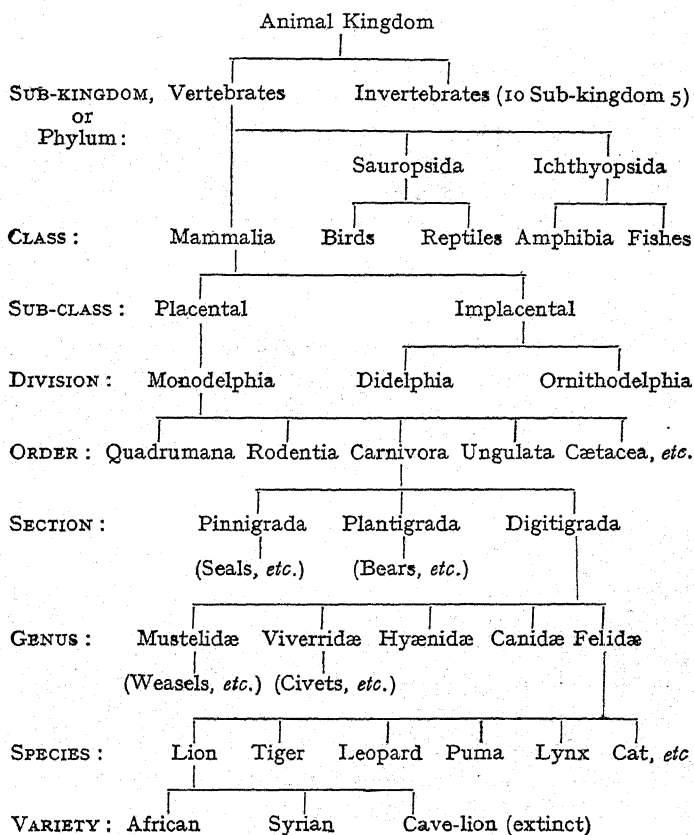 Animal Kingdom
SUB-KINGDOM, Vertebrates Invertebrates (10 Sub-kingdom 5)
or
Phylum:
Sauropsida Ichthyopsida
CLASS: Mammalia Birds Reptiles Amphibia Fishes
SUB-CLASS: Placental Implacental
DIVISION: Monodelphia Didelphia Ornithodelphia
ORDER: Quadrumana Rodentia Carnivora Ungulata Cætacea, etc.
SECTION: Pinnigrada Plantigrada Digitigrada
(Seals, etc.) (Bears, etc.)
GENUS: Mustelidæ Viverridæ Hyænidæ Canidæ Felidæ
(Weasels, etc.) (Civets, etc.)
SPECIES: Lion Tiger Leopard Puma Lynx Cat, etc
VARIETY: African Syrian Cave-lion (extinct)